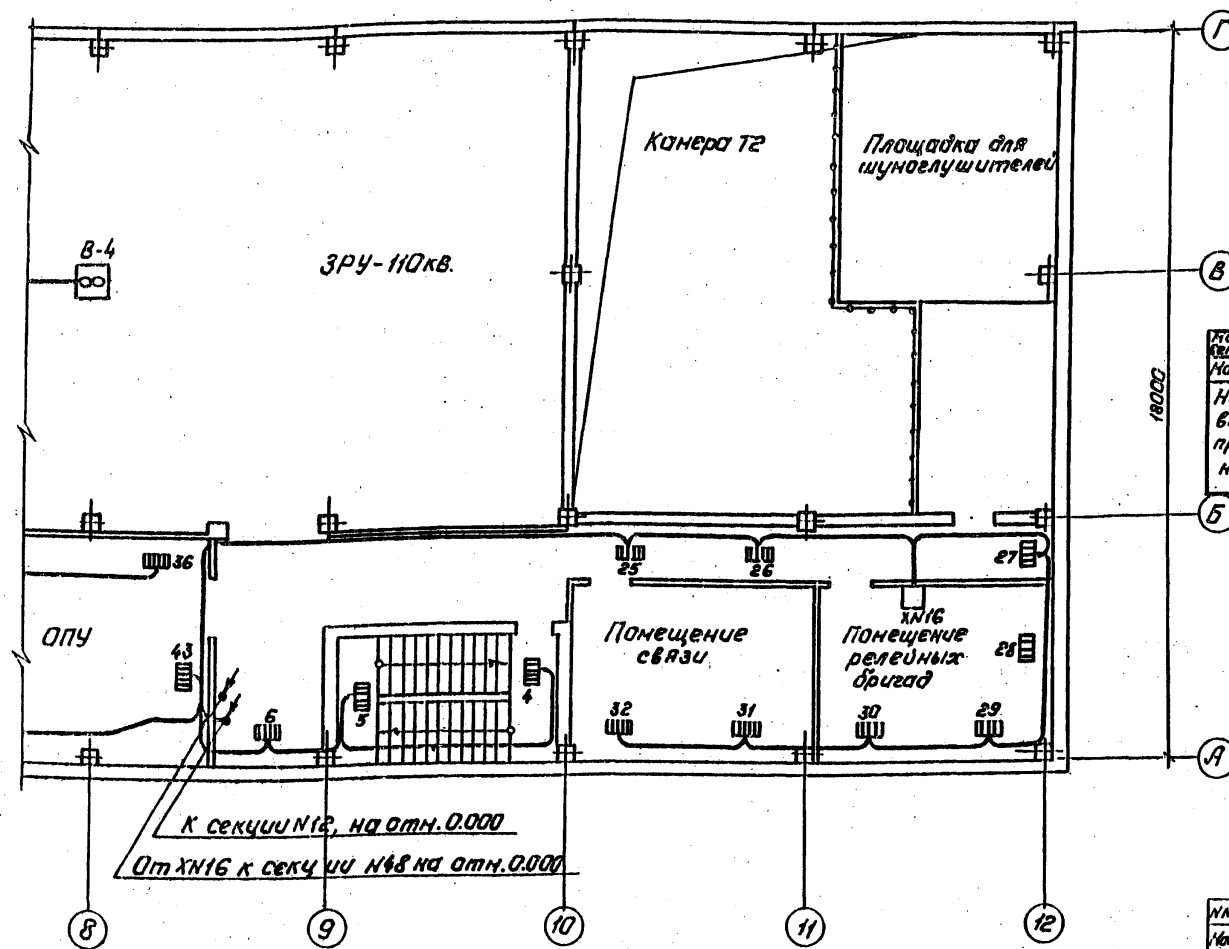 Г
Камера Т2
Площадка для
шумоглушителей
В-4
ЗРУ-110кв.
В
18000
Б
36
25
26
27
ХN16
ОПУ
Помещение
связи
Помещение
релейных
бригад
28
43
4
5
6
32
31
30
29
А
К секции N12, на отм. 0.000
От ХN16 к секции N48 на отм. 0.000
8
9
10
11
12